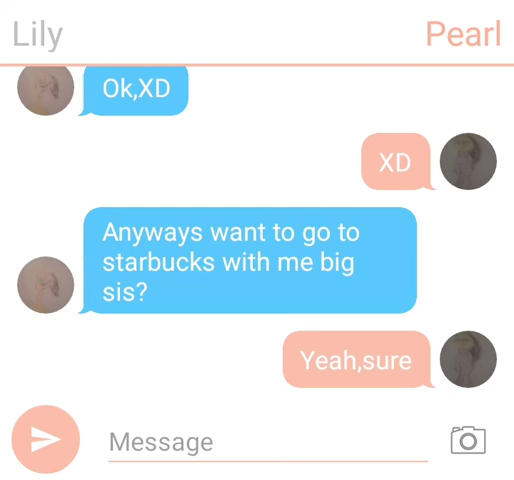 Lily
Pearl
Ok,XD
XD
Anyways want to go to
starbucks with me big
sis?
Yeah,sure
Message